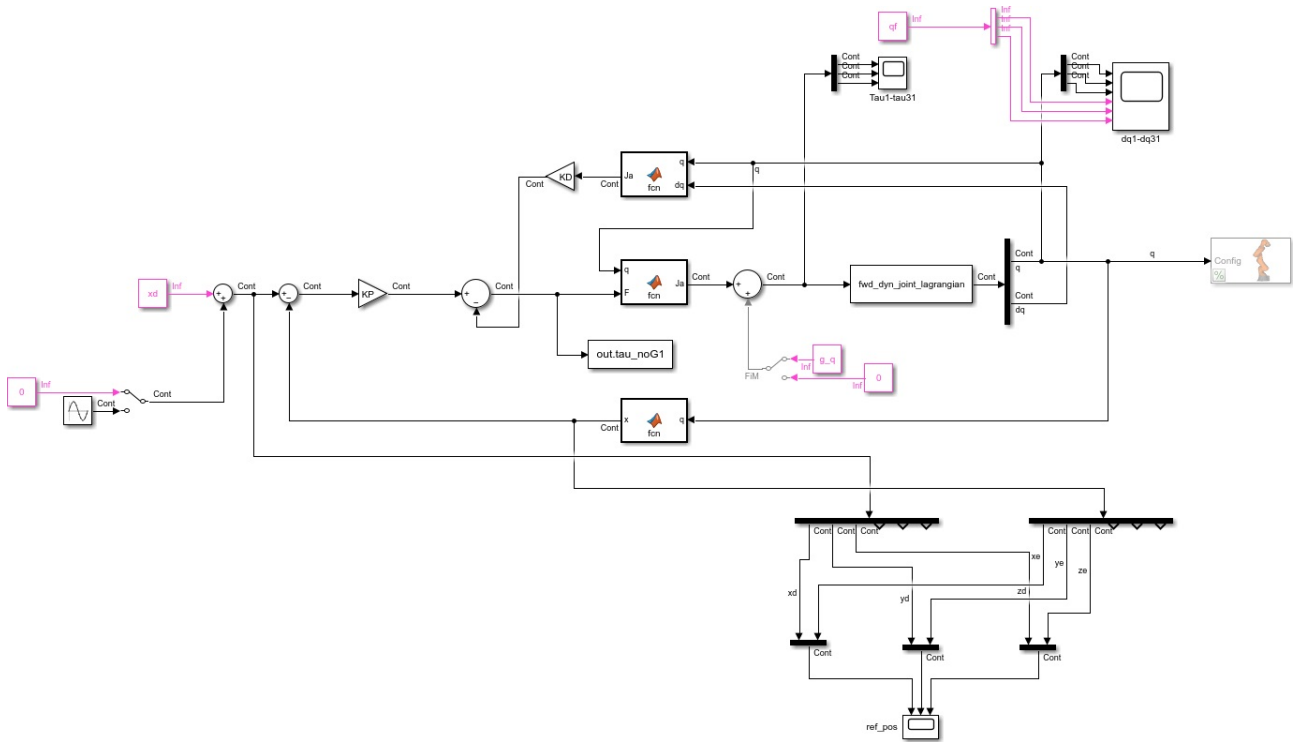 qf
Inf
Inf
Inf
Inf
Cont
Cont
Cont
Tau1-tau31
Cont
Cont
Cont
dq1-dq31
Cont
KD
Cont
Ja
fcn
q
dq
q
xd
Inf
+
+
Cont
+
−
Cont
KP
Cont
+
−
Cont
q
F
fcn
Ja
Cont
+
+
Cont
fwd_dyn_joint_lagrangian
Cont
Cont
q
Cont
dq
q
Config
%
out.tau_noG1
g_q
Inf
FiM
Inf
0
0
Inf
Cont
Cont
x
Cont
fcn
q
Cont
Cont
Cont
Cont
Cont
Cont
xd
yd
zd
xe
ye
ze
Cont
Cont
Cont
ref_pos